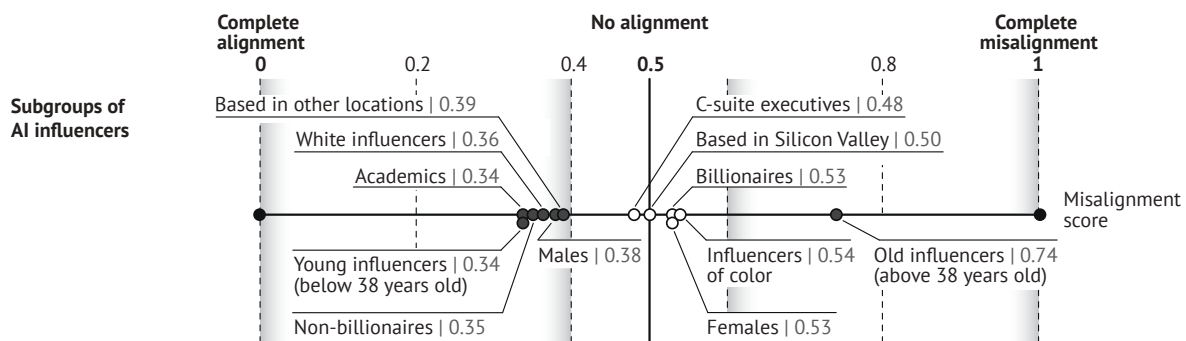 Complete alignment
No alignment
Complete misalignment
0
0.2
0.4
0.5
0.8
1
Subgroups of
AI influencers
Based in other locations | 0.39
C-suite executives | 0.48
White influencers | 0.36
Based in Silicon Valley | 0.50
Academics | 0.34
Billionaires | 0.53
Misalignment
score
Young influencers | 0.34
(below 38 years old)
Males | 0.38
Influencers | 0.54
of color
Old influencers | 0.74
(above 38 years old)
Non-billionaires | 0.35
Females | 0.53